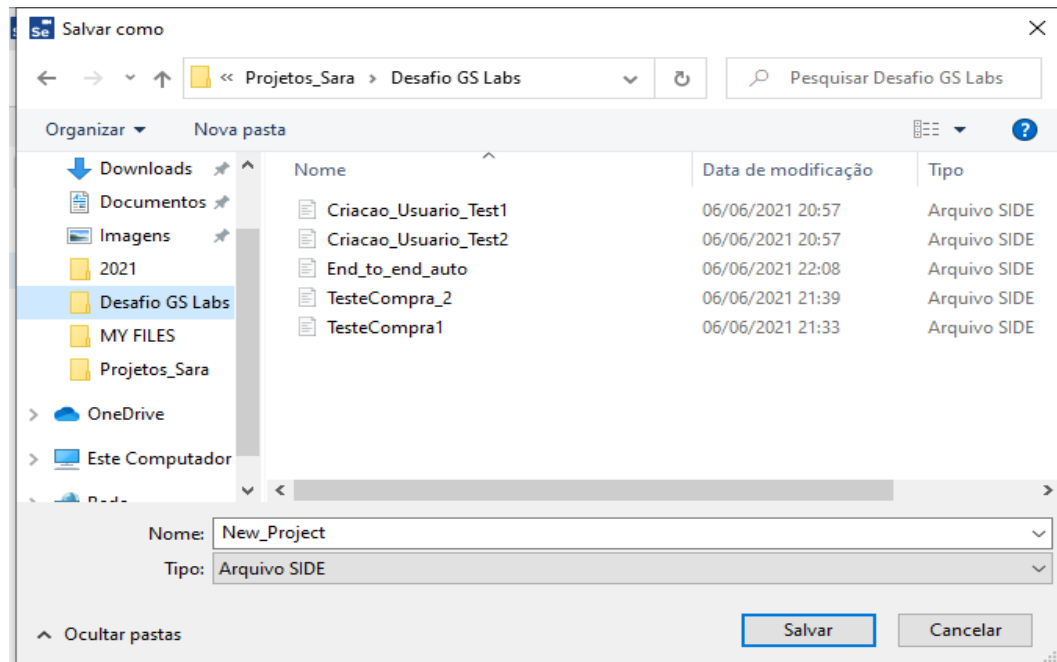 Se Salvar como
« Projetos_Sara › Desafio GS Labs
Pesquisar Desafio GS Labs
Organizar
Nova pasta
?
Downloads
Documentos
Imagens
2021
Desafio GS Labs
MY FILES
Projetos_Sara
OneDrive
Este Computador
Nome Data de modificação Tipo
Criacao_Usuario_Test1 06/06/2021 20:57 Arquivo SIDE
Criacao_Usuario_Test2 06/06/2021 20:57 Arquivo SIDE
End_to_end_auto 06/06/2021 22:08 Arquivo SIDE
TesteCompra_2 06/06/2021 21:39 Arquivo SIDE
TesteCompra1 06/06/2021 21:33 Arquivo SIDE
Nome: New_Project
Tipo: Arquivo SIDE
Ocultar pastas
Salvar
Cancelar